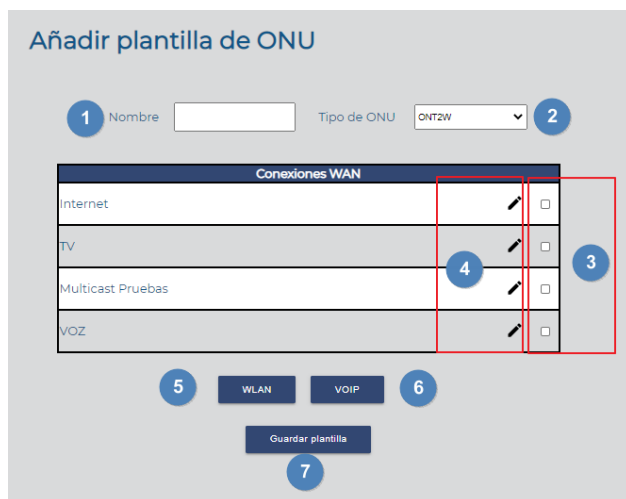 Añadir plantilla de ONU
1 Nombre Tipo de ONU ONT2W 2
Conexiones WAN
Internet
TV
3
4
Multicast Pruebas
VOZ
5 WLAN VOIP 6
Guardar plantilla
7